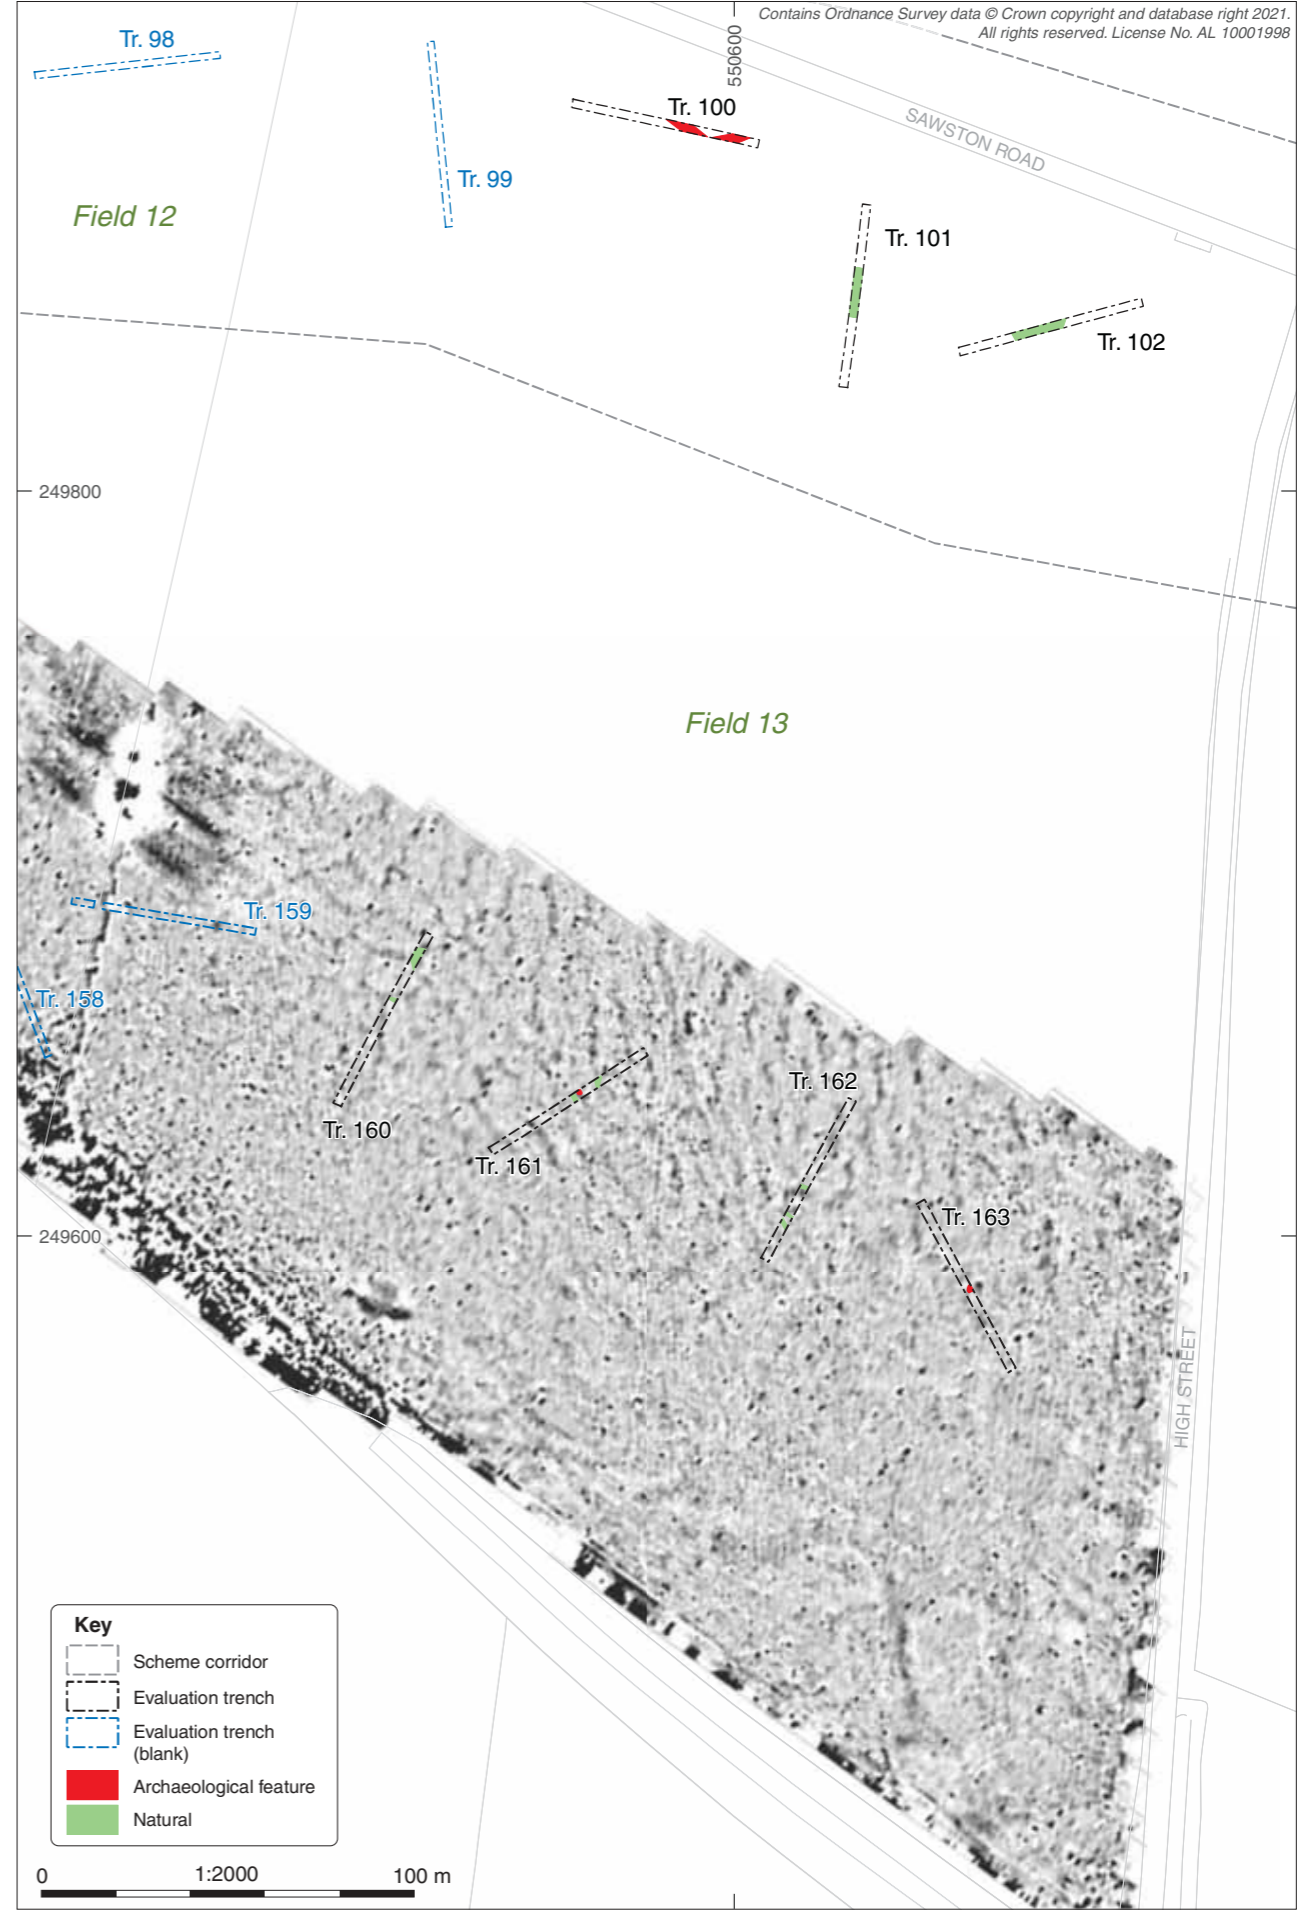 Contains Ordnance Survey data © Crown copyright and database right 2021.
All rights reserved. License No. AL 10001998
550600
Tr. 98
Tr. 100
SAWSTON ROAD
Tr. 99
Field 12
Tr. 101
Tr. 102
249800
Field 13
Tr. 159
Tr. 158
Tr. 160
Tr. 161
Tr. 162
Tr. 163
249600
HIGH STREET
Key
Scheme corridor
Evaluation trench
Evaluation trench
(blank)
Archaeological feature
Natural
0 1:2000 100 m